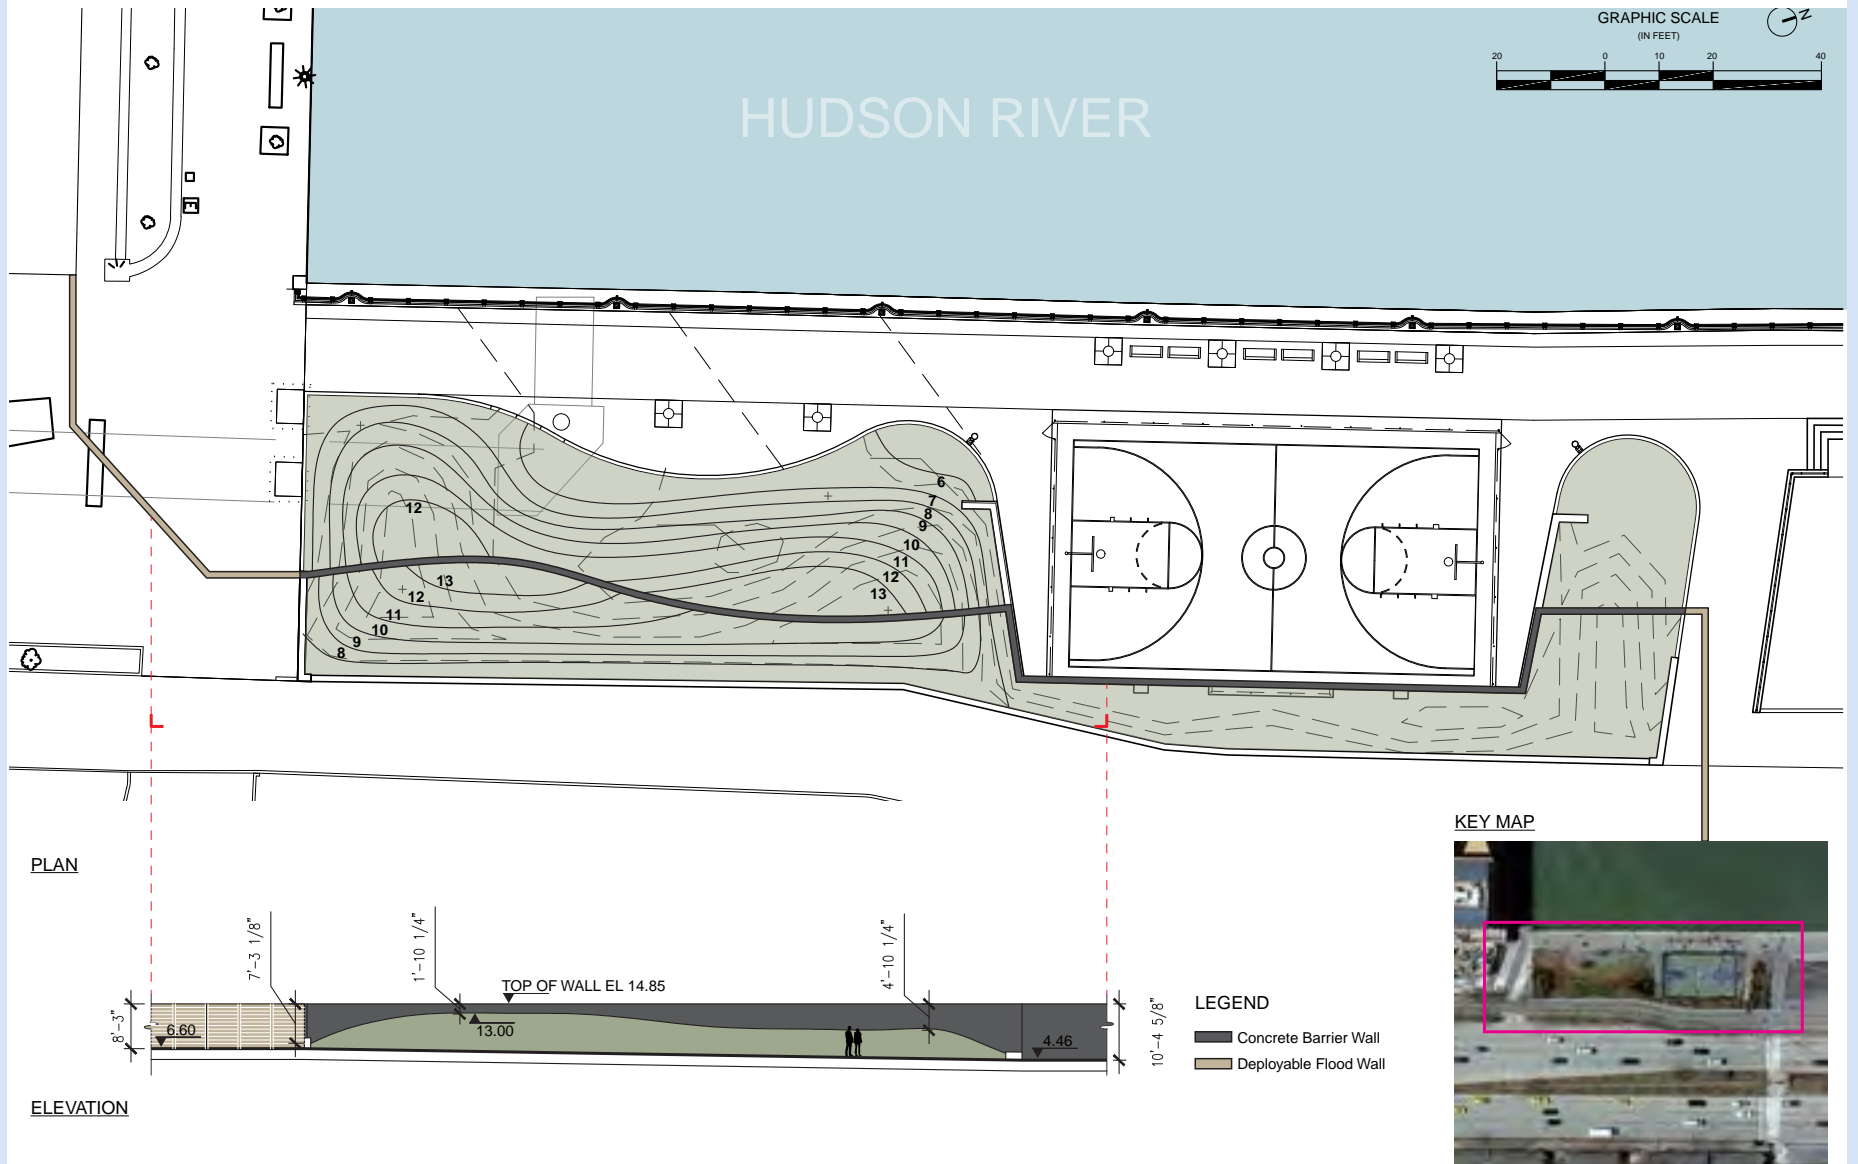 GRAPHIC SCALE
(IN FEET)
N
20 0 10 20 40
HUDSON RIVER
E
12
6
7
8
9
10
11
12
13
13
12
11
10
9
8
PLAN
KEY MAP
7'-3 1/8"
1'-10 1/4"
4'-10 1/4"
TOP OF WALL EL 14.85
8'-3"
6.60
13.00
4.46
10'-4 5/8"
LEGEND
Concrete Barrier Wall
Deployable Flood Wall
ELEVATION